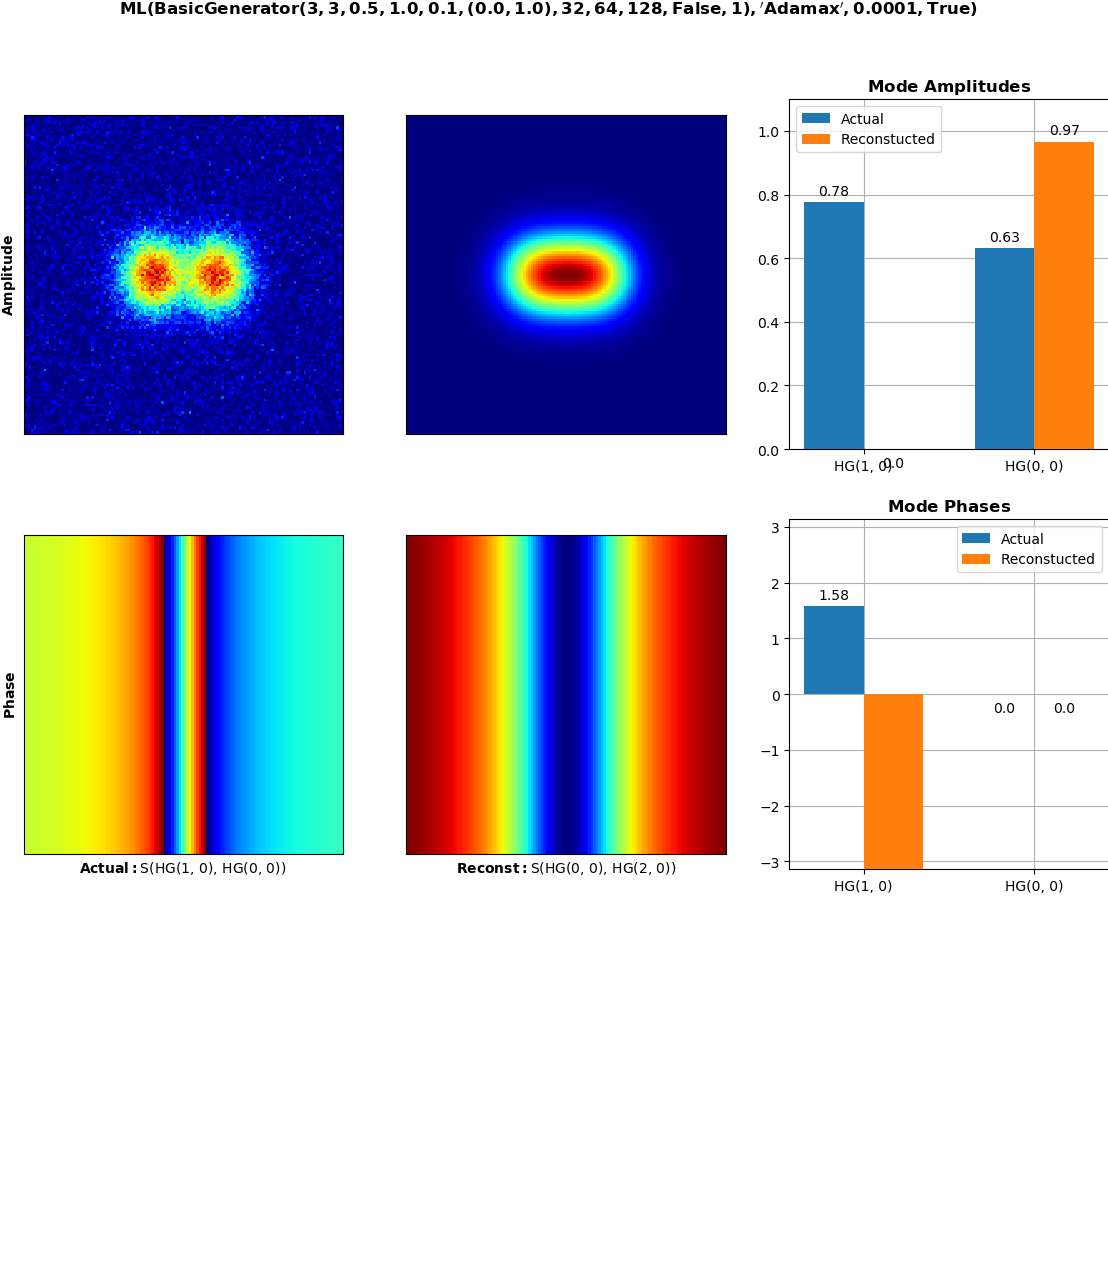 ML(BasicGenerator(3, 3, 0.5, 1.0, 0.1, (0.0, 1.0), 32, 64, 128, False, 1), ′Adamax′, 0.0001, True)
Mode Amplitudes
Actual
Reconstucted
1.0
0.8
0.6
0.4
0.2
0.0
0.78
0.0
0.63
0.97
HG(1, 0)
HG(0, 0)
Amplitude
Mode Phases
Actual
Reconstucted
3
2
1
0
−1
−2
−3
1.58
0.0
0.0
HG(1, 0)
HG(0, 0)
Phase
Actual: S(HG(1, 0), HG(0, 0))
Reconst: S(HG(0, 0), HG(2, 0))